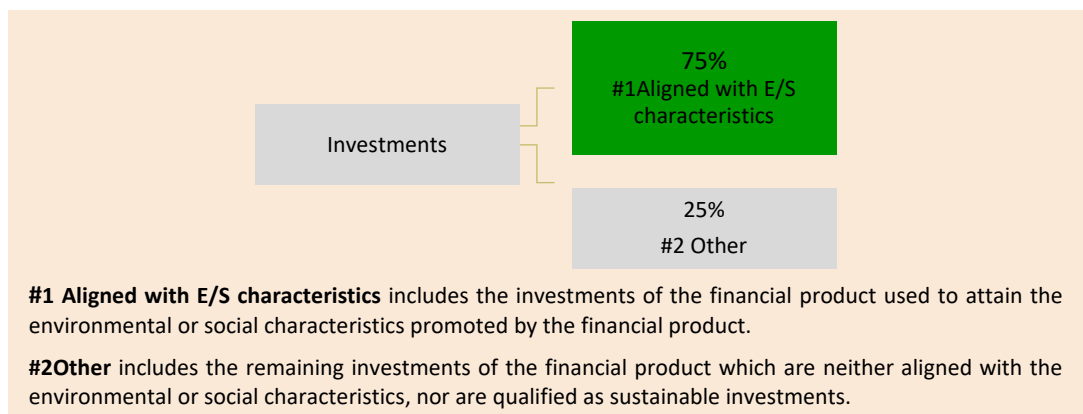 75%
#1Aligned with E/S
characteristics
Investments
25%
#2 Other
#1 Aligned with E/S characteristics includes the investments of the financial product used to attain the
environmental or social characteristics promoted by the financial product.
#2Other includes the remaining investments of the financial product which are neither aligned with the
environmental or social characteristics, nor are qualified as sustainable investments.